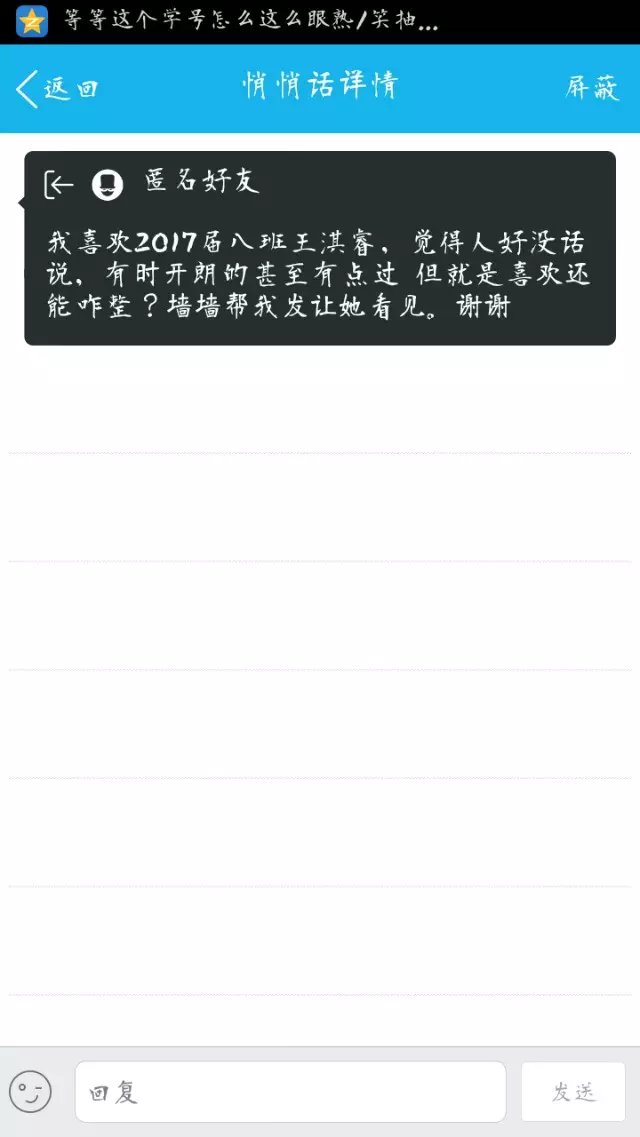 等等这个学号怎么这么眼熟/笑抽...
返回
悄悄话详情
屏蔽
匿名好友
我喜欢2017届八班王淇睿，觉得人好没话
说，有时开朗的甚至有点过 但就是喜欢还
能咋整？墙墙帮我发让她看见。谢谢
回复
发送